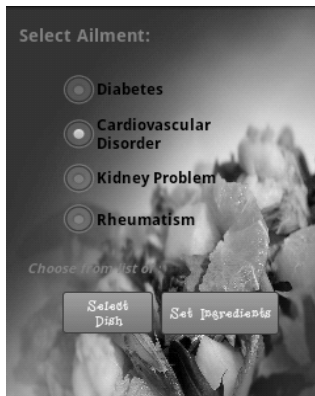 Select Ailment:
Diabetes
Cardiovascular
Disorder
Kidney Problem
Rheumatism
Choose from list of
Select
Dish
Set Ingredients